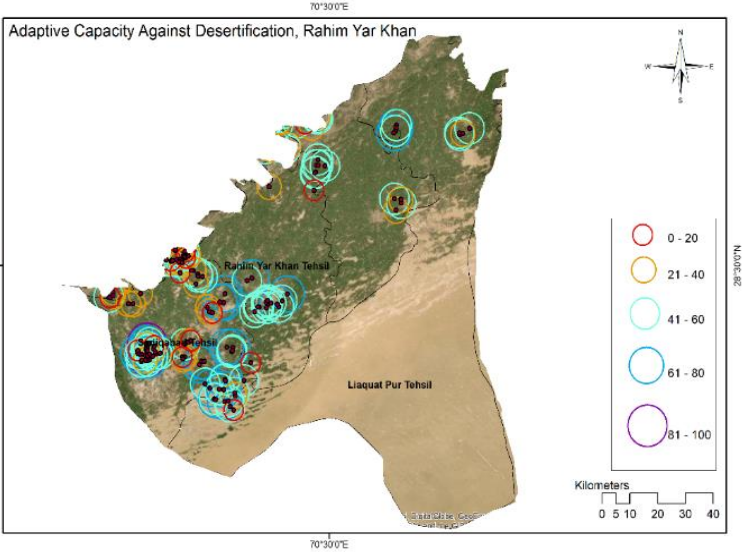 70°30'0"E
Adaptive Capacity Against Desertification, Rahim Yar Khan
N
W
E
S
0 - 20
21 - 40
41 - 60
61 - 80
81 - 100
28°30'0"N
Rahim Yar Khan Tehsil
Tehsil
Liaquat Pur Tehsil
Kilometers
0 5 10 20 30 40
70°30'0"E